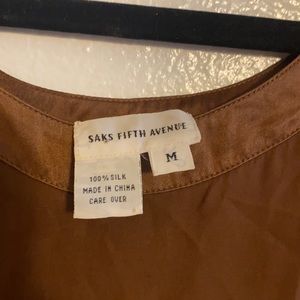 SAKS FIFTH AVENUE
M
100% SILK
MADE IN CHINA
CARE OVER